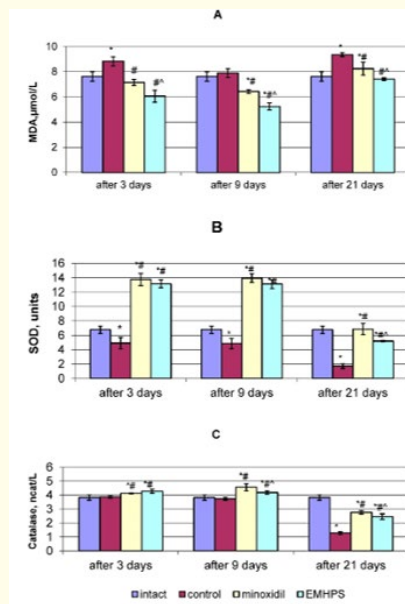 A
MDA,µmol/L
10
8
6
4
2
0
* # #^ *# *#^ * *# #^
after 3 days after 9 days after 21 days
B
SOD, units
16
14
12
10
8
6
4
2
0
* *# *# * *# *# * *# *#^
after 3 days after 9 days after 21 days
C
Catalase, ncat/L
6
5
4
3
2
1
0
^# *# *# *#^ * *# *#^
after 3 days after 9 days after 21 days
intact control minoxidil EMHPS